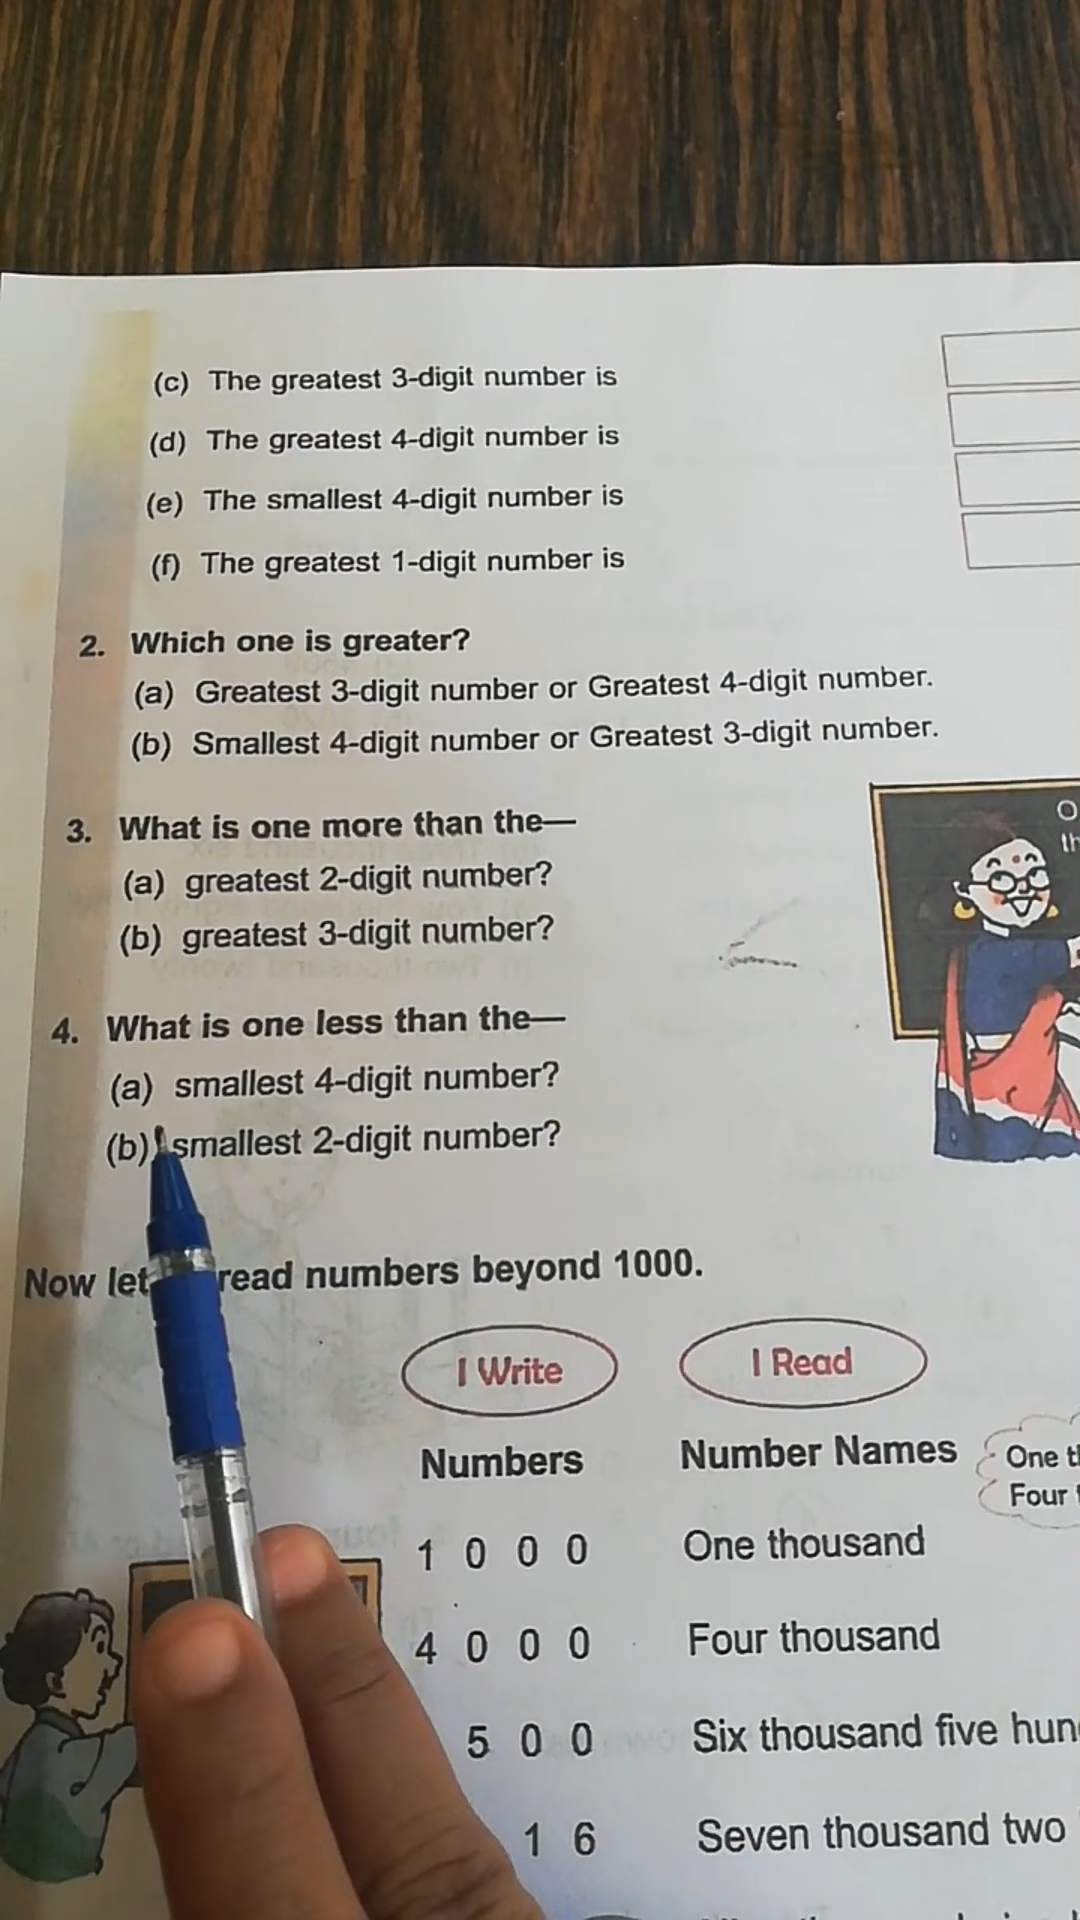 (c) The greatest 3-digit number is
(d) The greatest 4-digit number is
(e) The smallest 4-digit number is
(f) The greatest 1-digit number is
2. Which one is greater?
(a) Greatest 3-digit number or Greatest 4-digit number.
(b) Smallest 4-digit number or Greatest 3-digit number.
3. What is one more than the—
(a) greatest 2-digit number?
(b) greatest 3-digit number?
4. What is one less than the—
(a) smallest 4-digit number?
(b) smallest 2-digit number?
Now let read numbers beyond 1000.
I Write I Read
Numbers Number Names
One
Four
1 0 0 0 One thousand
4 0 0 0 Four thousand
5 0 0 Six thousand five
1 6 Seven thousand two